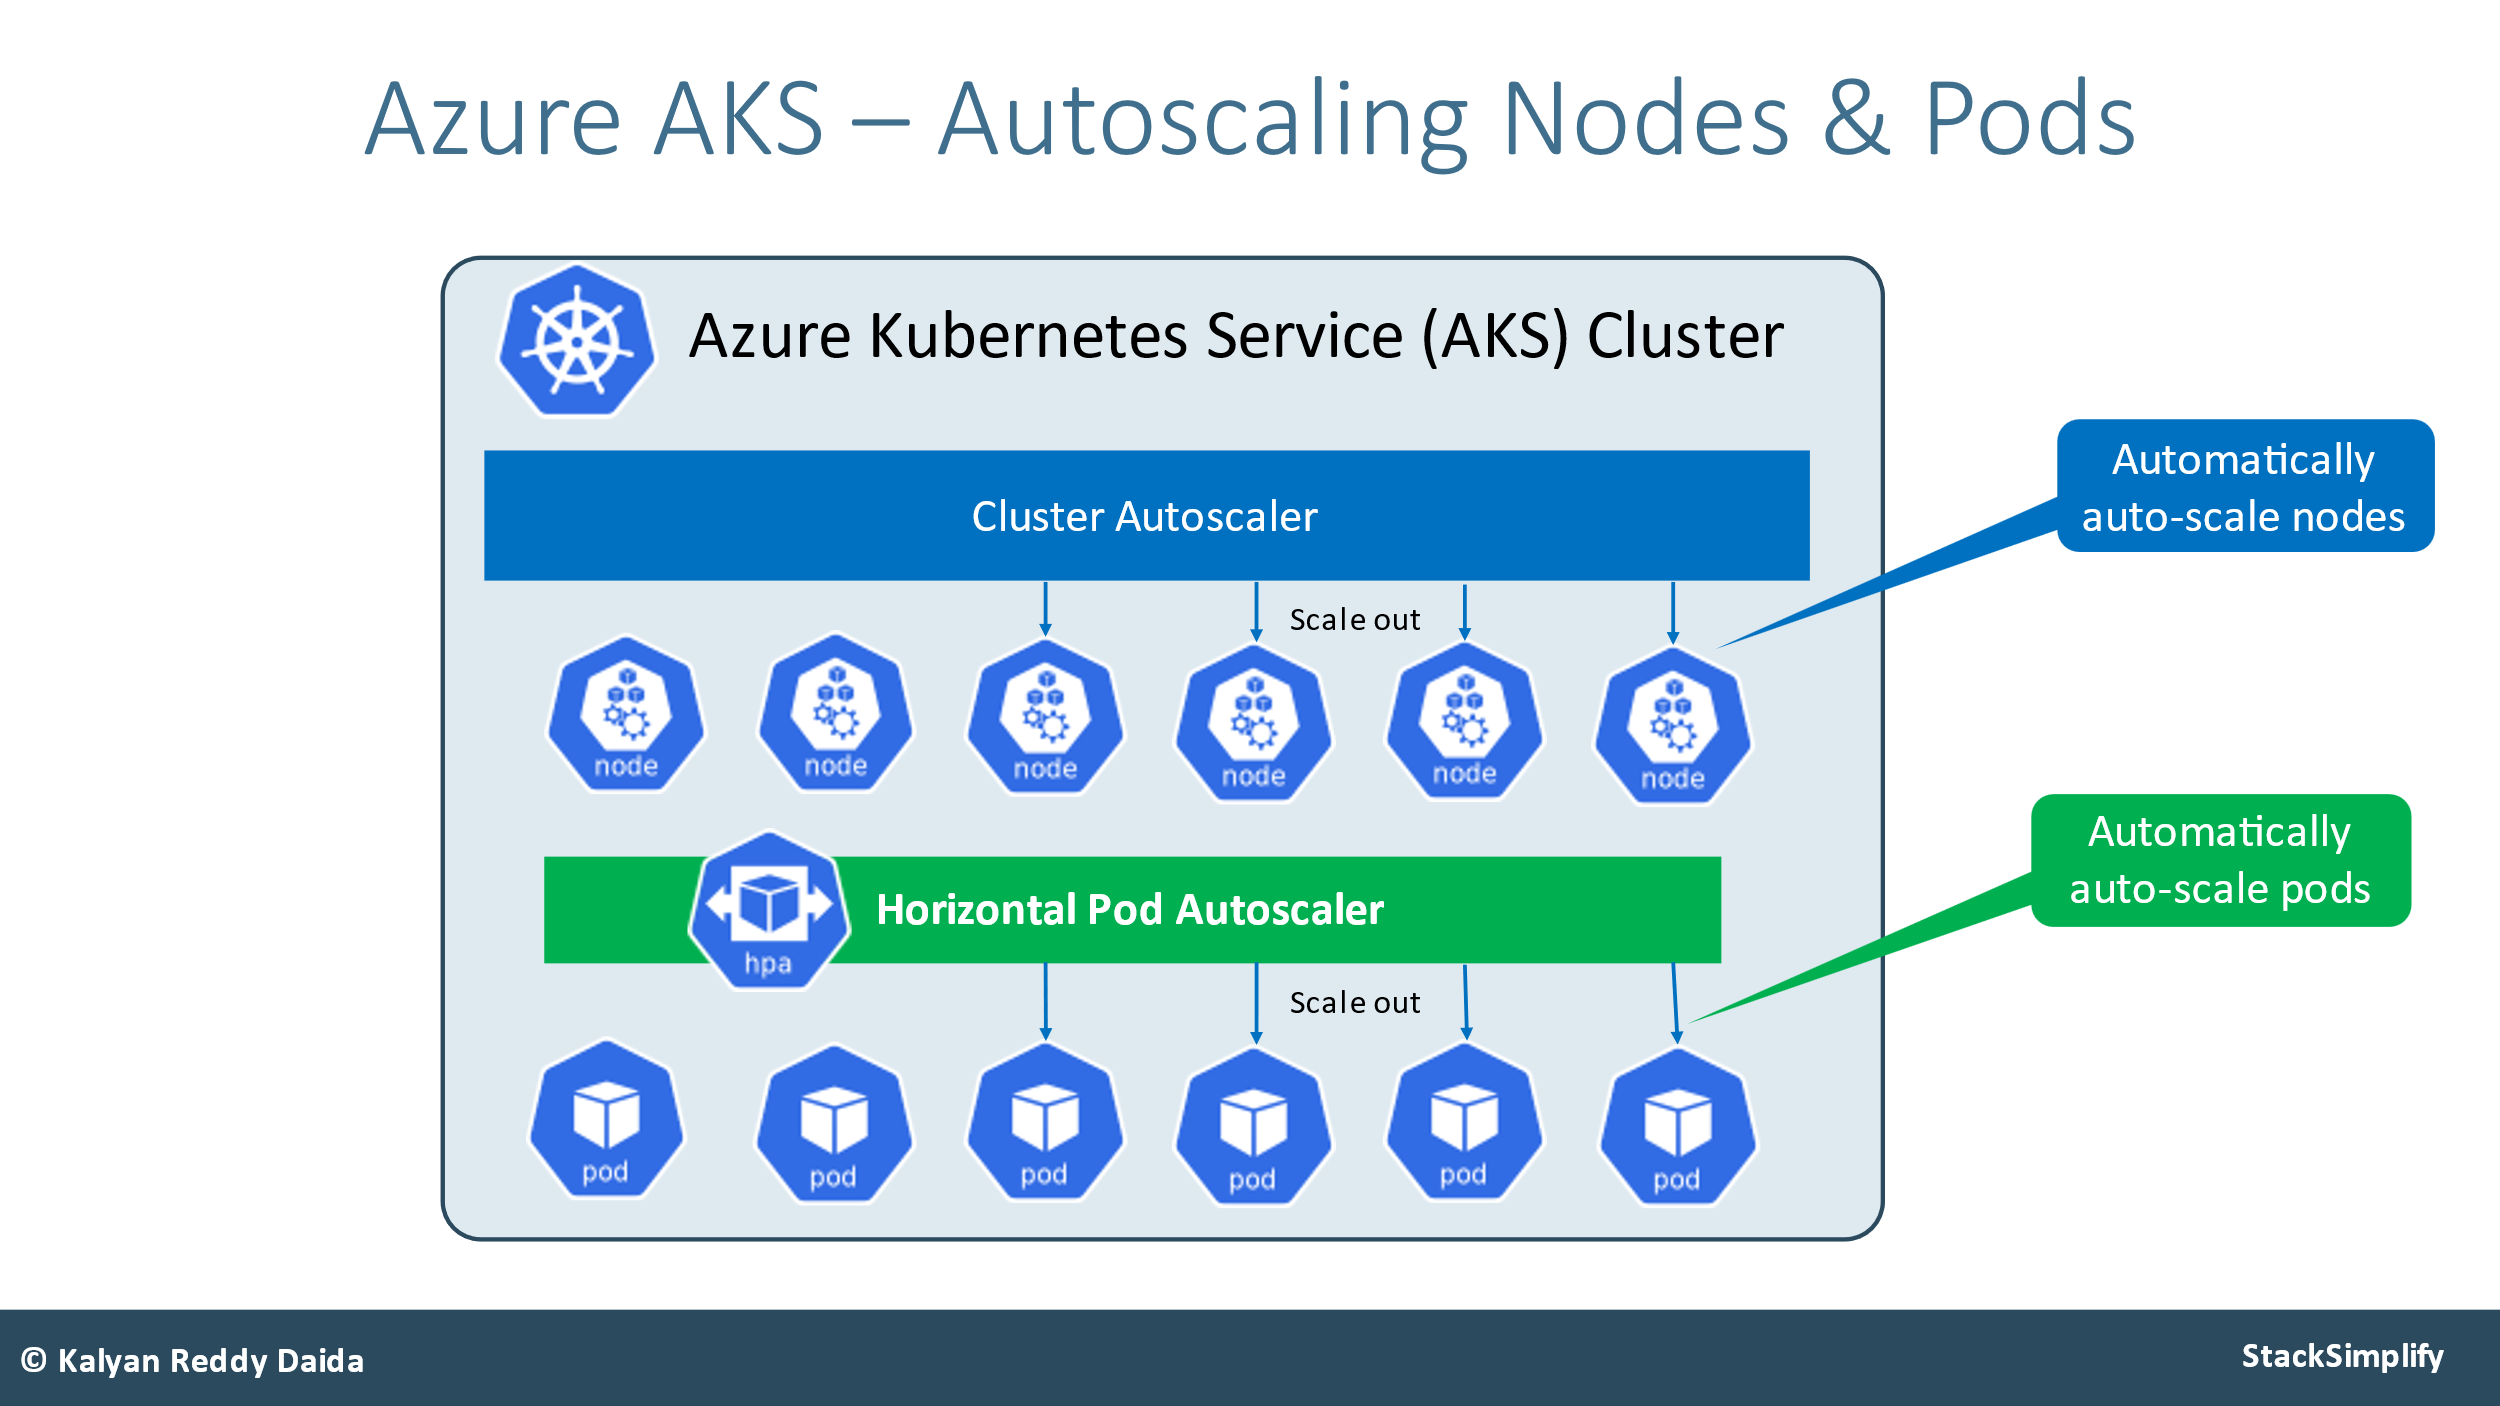 Azure AKS – Autoscaling Nodes & Pods
Azure Kubernetes Service (AKS) Cluster
Cluster Autoscaler
Automatically
auto-scale nodes
Scale out
node
node
node
node
node
node
Horizontal Pod Autoscaler
hpa
Automatically
auto-scale pods
Scale out
pod
pod
pod
pod
pod
pod
© Kalyan Reddy Daida
StackSimplify